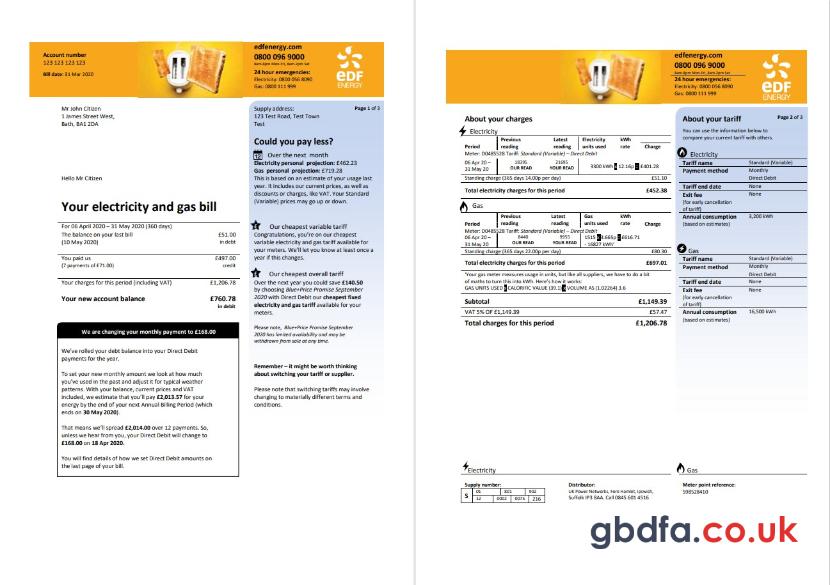 Account number
123 123 123 123
Bill date: 31 Mar 2020
edfenergy.com
0800 096 9000
8am-8pm Mon-Fri, 8am-2pm Sat
24 hour emergencies:
Electricity: 0800 096 8090
Gas: 0800 111 999
eDF
ENERGY
Mr John Citizen
1 James Street West,
Bath, BA1 2DA
Hello Mr Citizen
Your electricity and gas bill
For 06 April 2020 – 31 May 2020 (360 days)
The balance on your last bill £51.00
(10 May 2020) in debit
You paid us £497.00
(7 payments of £71.00) credit
Your charges for this period (including VAT) £1,206.78
Your new account balance £760.78
in debit
We are changing your monthly payment to £168.00
We've rolled your debt balance into your Direct Debit
payments for the year.
To set your new monthly amount we look at how much
you've used in the past and adjust it for typical weather
patterns. With your balance, current prices and VAT
included, we estimate that you'll pay £2,013.57 for your
energy by the end of your next Annual Billing Period (which
ends on 30 May 2020).
That means we'll spread £2,014.00 over 12 payments. So,
unless we hear from you, your Direct Debit will change to
£168.00 on 18 Apr 2020.
You will find details of how we set Direct Debit amounts on
the last page of your bill.
Supply address: Page 1 of 3
123 Test Road, Test Town
Test
Could you pay less?
12 Over the next month
Electricity personal projection: £462.23
Gas personal projection: £719.28
This is based on an estimate of your usage last
year. It includes our current prices, as well as
discounts or charges, like VAT. Your Standard
(Variable) prices may go up or down.
Our cheapest variable tariff
Congratulations, you're on our cheapest
variable electricity and gas tariff available for
your meters. We'll let you know at least once a
year if this changes.
Our cheapest overall tariff
Over the next year you could save £140.50
by choosing Blue+Price Promise September
2020 with Direct Debit our cheapest fixed
electricity and gas tariff available for your
meters.
Please note, Blue+Price Promise September
2020 has limited availability and may be
withdrawn from sale at any time.
Remember – it might be worth thinking
about switching your tariff or supplier.
Please note that switching tariffs may involve
changing to materially different terms and
conditions.
edfenergy.com
0800 096 9000
8am-8pm Mon-Fri, 8am-2pm Sat
24 hour emergencies:
Electricity: 0800 096 8090
Gas: 0800 111 999
eDF
ENERGY
About your charges
Electricity
Period Previous reading Latest reading Electricity units used kWh rate Charge
Meter: D0485528 Tariff: Standard (Variable) – Direct Debit
06 Apr 20 – 31 May 20 18295 OUR READ 21695 OUR READ 3300 kWh 12.16p £401.28
Standing charge (365 days 14.00p per day) £51.10
Total electricity charges for this period £452.38
Gas
Period Previous reading Latest reading Gas units used kWh rate Charge
Standard (Variable) – Direct Debit
06 Apr 20 – 31 May 20 8440 OUR READ 9955 OUR READ 1515 3.665p £616.71
- 16827 kWh*
Standing charge (365 days 22.00p per day) £80.30
Total electricity charges for this period £697.01
*Your gas meter measures usage in units, but like all suppliers, we have to do a bit
of maths to turn this into kWh. Here's how it works:
GAS UNITS USED CALORIFIC VALUE (39.1) VOLUME AS (1.02264) 3.6
Subtotal £1,149.39
VAT 5% OF £1,149.39 £57.47
Total charges for this period £1,206.78
About your tariff Page 2 of 3
You can use the information below to
compare your current tariff with others.
Electricity
Tariff name Standard (Variable)
Payment method Monthly
Direct Debit
Tariff end date None
Exit fee None
(for early cancellation
of tariff)
Annual consumption 3,200 kWh
(based on estimates)
Gas
Tariff name Standard (Variable)
Payment method Monthly
Direct Debit
Tariff end date None
Exit fee None
(for early cancellation
of tariff)
Annual consumption 16,500 kWh
(based on estimates)
Electricity
Supply number:
S 01 801 902
12 0002 0075 216
Distributor:
UK Power Networks, Fore Hamlet, Ipswich,
Suffolk IP3 8AA. Call 0845 601 4516
Gas
Meter point reference:
598528410
gbdfa.co.uk